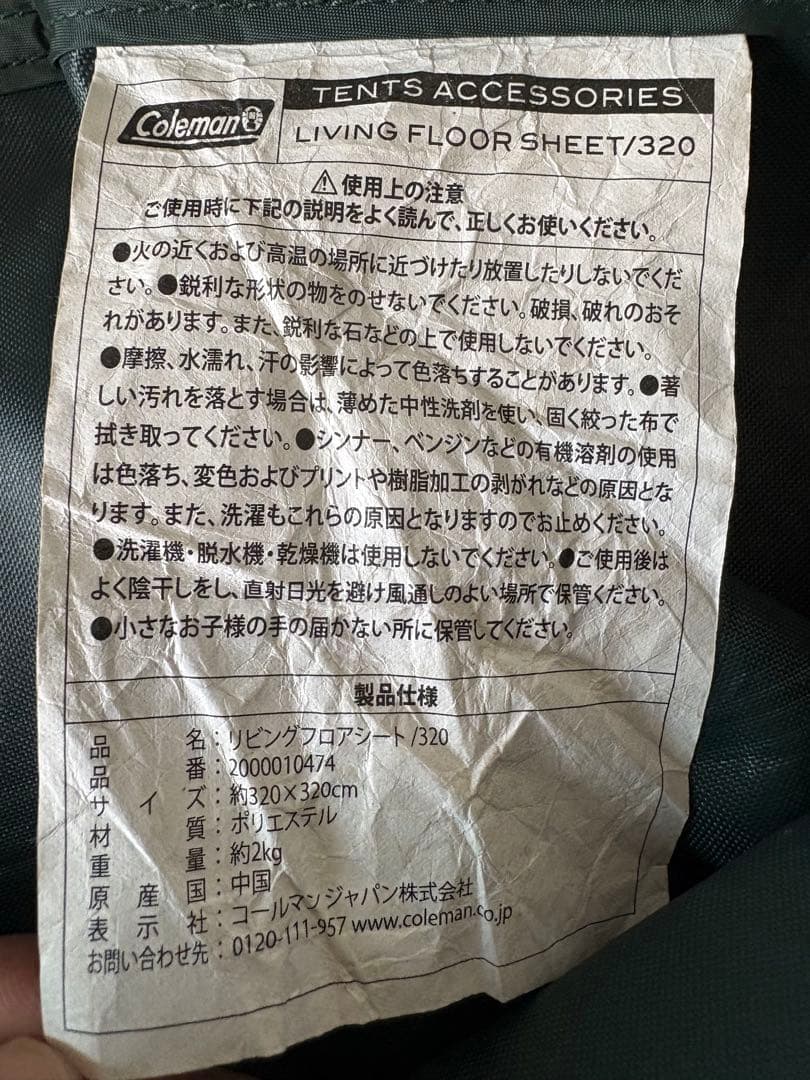 Coleman
TENTS ACCESSORIES
LIVING FLOOR SHEET/320
⚠使用上の注意
ご使用時に下記の説明をよく読んで、正しくお使いください。
●火の近くおよび高温の場所に近づけたり放置したりしないでくだ
さい。●鋭利な形状の物をのせないでください。破損、破れのおそ
れがあります。また、鋭利な石などの上で使用しないでください。
●摩擦、水濡れ、汗の影響によって色落ちすることがあります。●著
しい汚れを落とす場合は、薄めた中性洗剤を使い、固く絞った布で
拭き取ってください。●シンナー、ベンジンなどの有機溶剤の使用
は色落ち、変色およびプリントや樹脂加工の剥がれなどの原因とな
ります。また、洗濯もこれらの原因となりますのでお止めください。
●洗濯機・脱水機・乾燥機は使用しないでください。●ご使用後は
よく陰干しをし、直射日光を避け風通しのよい場所で保管ください。
●小さなお子様の手の届かない所に保管してください。
製品仕様
品名：リビングフロアシート/320
品番：2000010474
サイズ：約320×320cm
材質：ポリエステル
重量：約2kg
原産国：中国
表示社：コールマンジャパン株式会社
お問い合わせ先：0120-111-957 www.coleman.co.jp